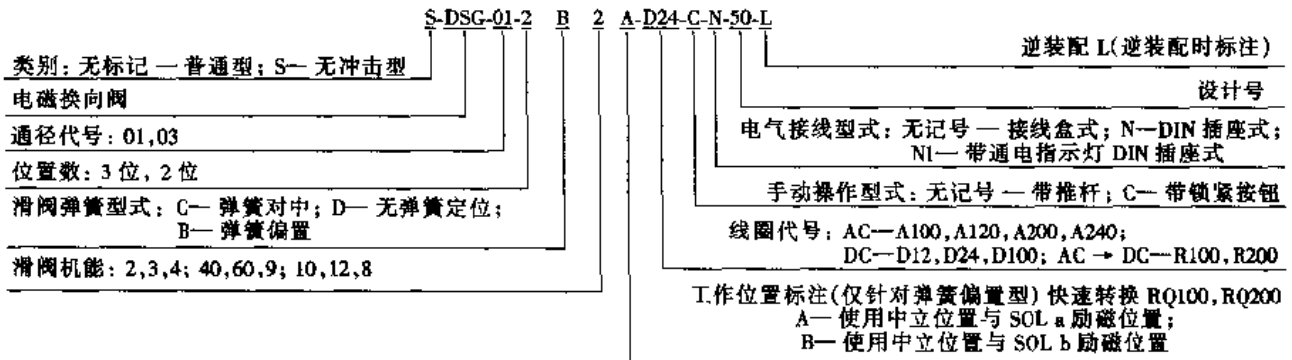 S-DSG-01-2 B 2 A-D24-C-N-50-L
类别：无标记 — 普通型；S— 无冲击型
电磁换向阀
通径代号：01,03
位置数：3 位，2 位
滑阀弹簧型式：C— 弹簧对中；D— 无弹簧定位；
B— 弹簧偏置
滑阀机能：2,3,4；40,60,9；10,12,8
逆装配 L(逆装配时标注)
设计号
电气接线型式：无记号 — 接线盒式；N—DIN 插座式；
N1— 带通电指示灯 DIN 插座式
手动操作型式：无记号 — 带推杆；C— 带锁紧按钮
线圈代号：AC—A100,A120,A200,A240；
DC—D12,D24,D100；AC → DC—R100,R200
工作位置标注(仅针对弹簧偏置型) 快速转换 RQ100,RQ200
A— 使用中立位置与 SOL a 励磁位置；
B— 使用中立位置与 SOL b 励磁位置